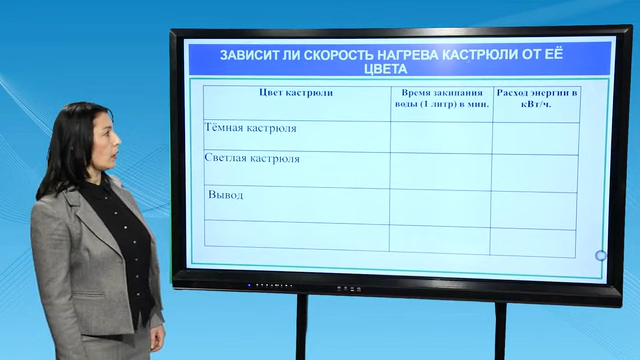 ЗАВИСИТ ЛИ СКОРОСТЬ НАГРЕВА КАСТРЮЛИ ОТ ЕЁ
ЦВЕТА
Цвет кастрюли
Время закипания
воды (1 литр) в мин.
Расход энергии в
кВт/ч.
Тёмная кастрюля
Светлая кастрюля
Вывод